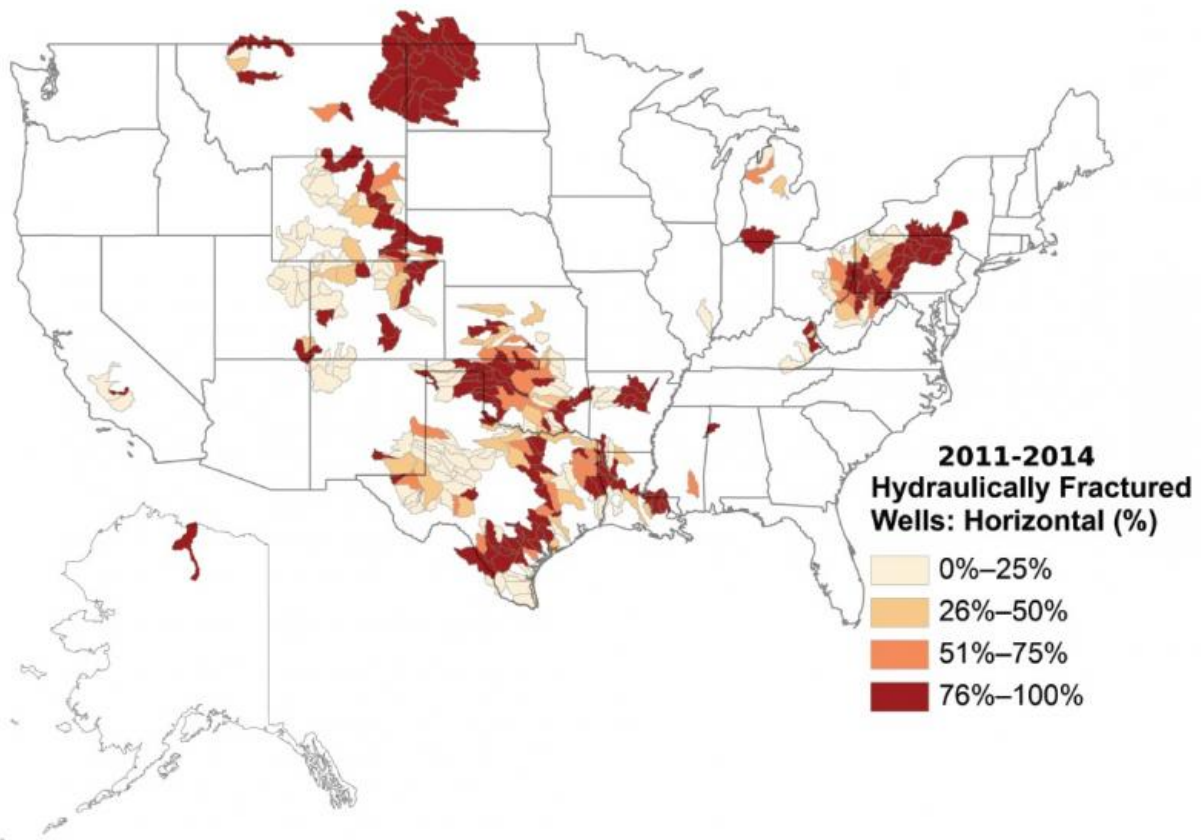 2011-2014
Hydraulically Fractured
Wells: Horizontal (%)
0%–25%
26%–50%
51%–75%
76%–100%